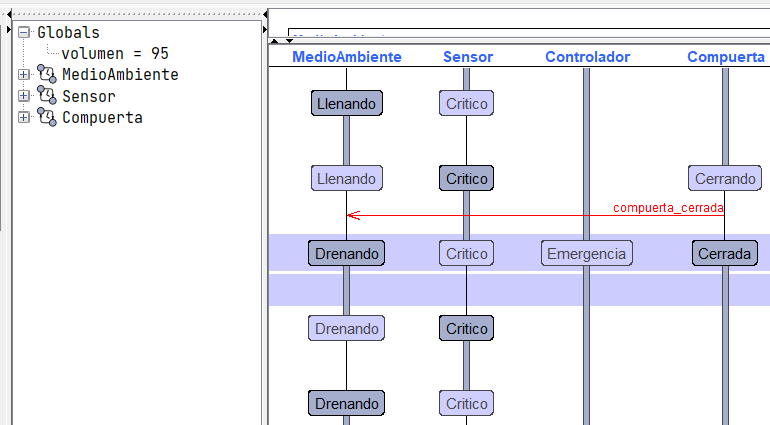 Globals
volumen = 95
MedioAmbiente
Sensor
Compuerta
MedioAmbiente Sensor Controlador Compuerta
Llenando Critico
Llenando Critico Cerrando
compuerta_cerrada
Drenando Critico Emergencia Cerrada
Drenando Critico
Drenando Critico